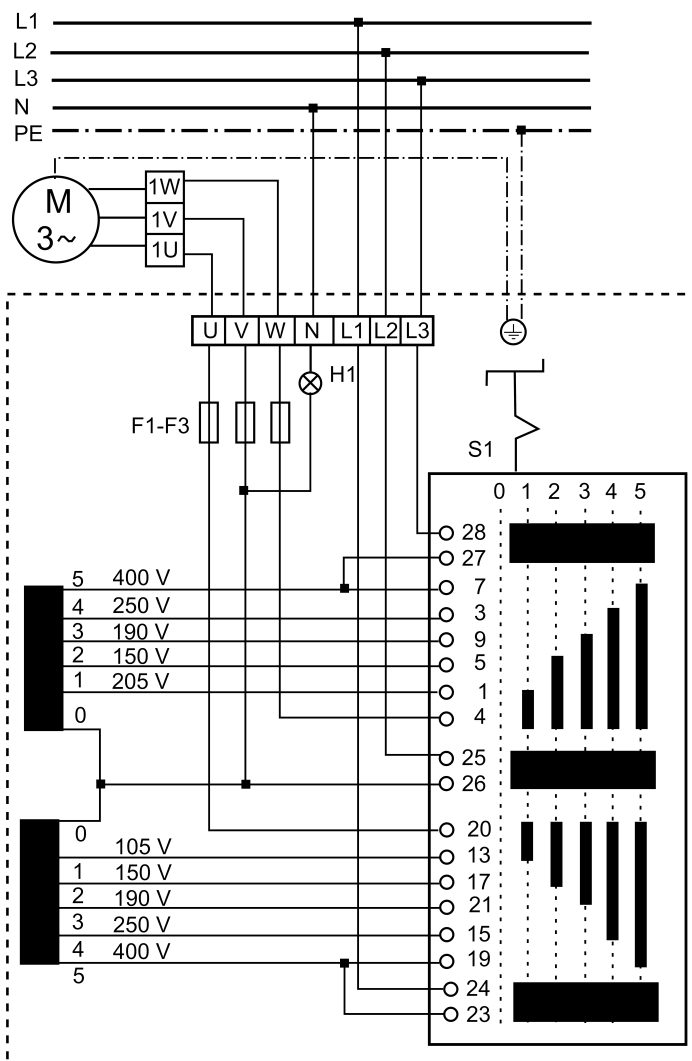 L1
L2
L3
N
PE
M
3~
1W
1V
1U
U V W N L1 L2 L3
H1
F1-F3
S1
0 1 2 3 4 5
28
27
5 400 V 7
4 250 V 3
3 190 V 9
2 150 V 5
1 205 V 1
0 4
25
26
0 20
105 V 13
1 150 V 17
2 190 V 21
3 250 V 15
4 400 V 19
5
24
23